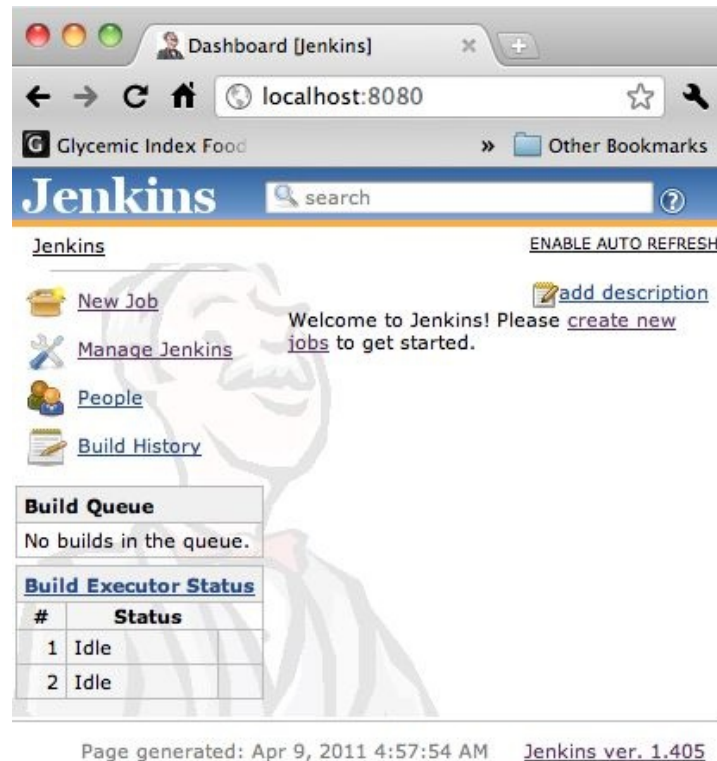 Dashboard [Jenkins]
localhost:8080
Glycemic Index Food
» Other Bookmarks
Jenkins
search
?
Jenkins
ENABLE AUTO REFRESH
New Job
Manage Jenkins
People
Build History
add description
Welcome to Jenkins! Please create new
jobs to get started.
Build Queue
No builds in the queue.
Build Executor Status
# Status
1 Idle
2 Idle
Page generated: Apr 9, 2011 4:57:54 AM Jenkins ver. 1.405